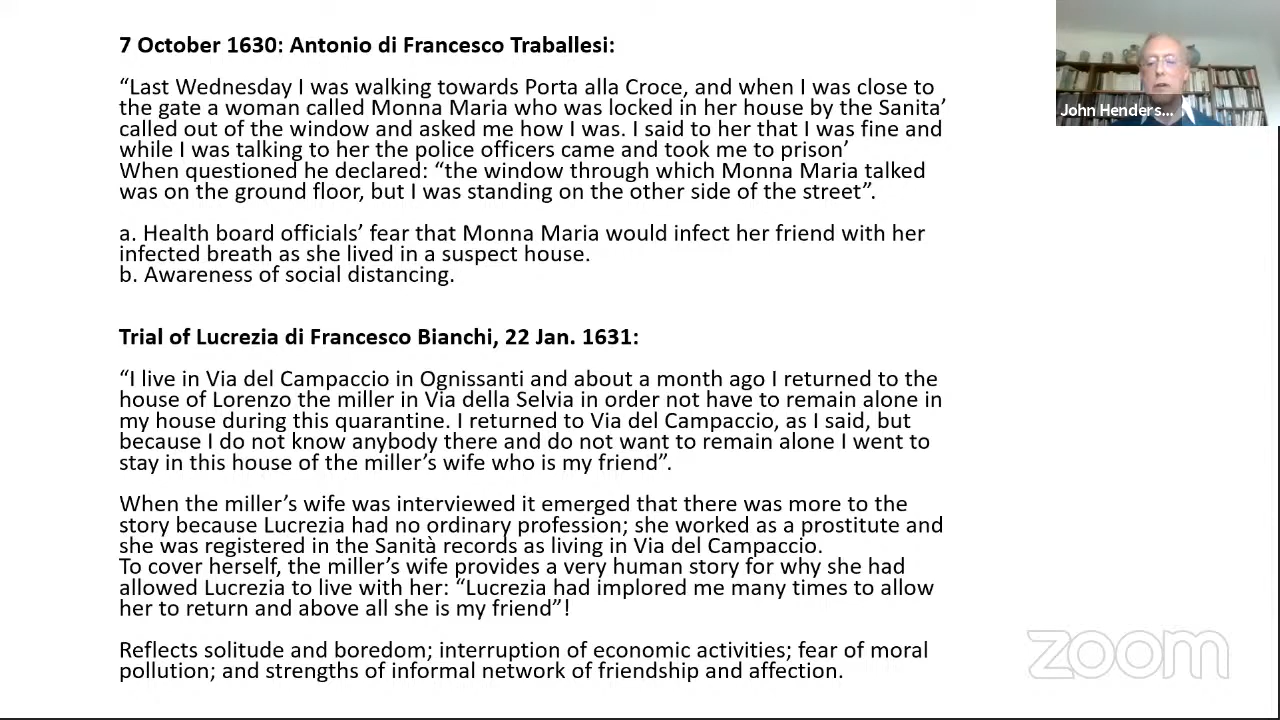 7 October 1630: Antonio di Francesco Traballesi:
“Last Wednesday I was walking towards Porta alla Croce, and when I was close to
the gate a woman called Monna Maria who was locked in her house by the Sanita’
called out of the window and asked me how I was. I said to her that I was fine and
while I was talking to her the police officers came and took me to prison’
When questioned he declared: “the window through which Monna Maria talked
was on the ground floor, but I was standing on the other side of the street”.
a. Health board officials’ fear that Monna Maria would infect her friend with her
infected breath as she lived in a suspect house.
b. Awareness of social distancing.
Trial of Lucrezia di Francesco Bianchi, 22 Jan. 1631:
“I live in Via del Campaccio in Ognissanti and about a month ago I returned to the
house of Lorenzo the miller in Via della Selvia in order not have to remain alone in
my house during this quarantine. I returned to Via del Campaccio, as I said, but
because I do not know anybody there and do not want to remain alone I went to
stay in this house of the miller’s wife who is my friend”.
When the miller’s wife was interviewed it emerged that there was more to the
story because Lucrezia had no ordinary profession; she worked as a prostitute and
she was registered in the Sanità records as living in Via del Campaccio.
To cover herself, the miller’s wife provides a very human story for why she had
allowed Lucrezia to live with her: “Lucrezia had implored me many times to allow
her to return and above all she is my friend”!
Reflects solitude and boredom; interruption of economic activities; fear of moral
pollution; and strengths of informal network of friendship and affection.
John Henders...
zoom